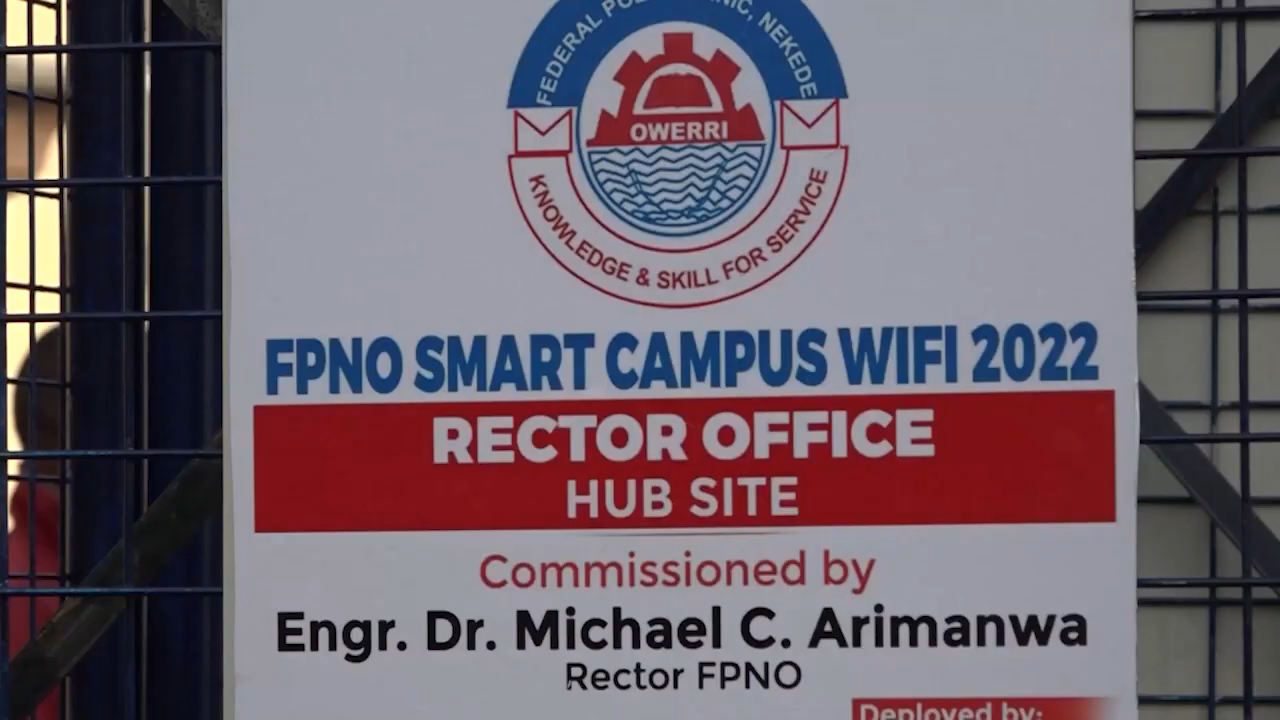 FEDERAL POLYTECHNIC, NEKEDE
OWERRI
KNOWLEDGE & SKILL FOR SERVICE
FPNO SMART CAMPUS WIFI 2022
RECTOR OFFICE
HUB SITE
Commissioned by
Engr. Dr. Michael C. Arimanwa
Rector FPNO
Deployed by: